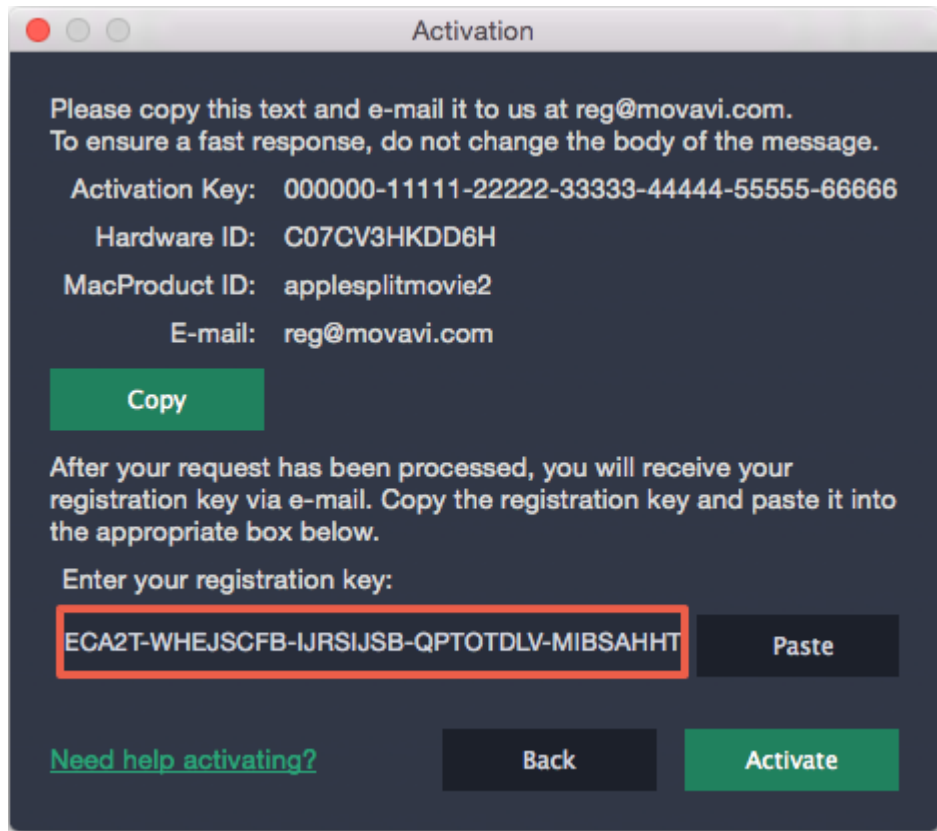 Activation
Please copy this text and e-mail it to us at reg@movavi.com.
To ensure a fast response, do not change the body of the message.
Activation Key: 000000-11111-22222-33333-44444-55555-66666
Hardware ID: C07CV3HKDD6H
MacProduct ID: applesplitmovie2
E-mail: reg@movavi.com
Copy
After your request has been processed, you will receive your
registration key via e-mail. Copy the registration key and paste it into
the appropriate box below.
Enter your registration key:
ECA2T-WHEJSCFB-IJRSIJSB-QPTOTDLV-MIBSAHHT Paste
Need help activating? Back Activate